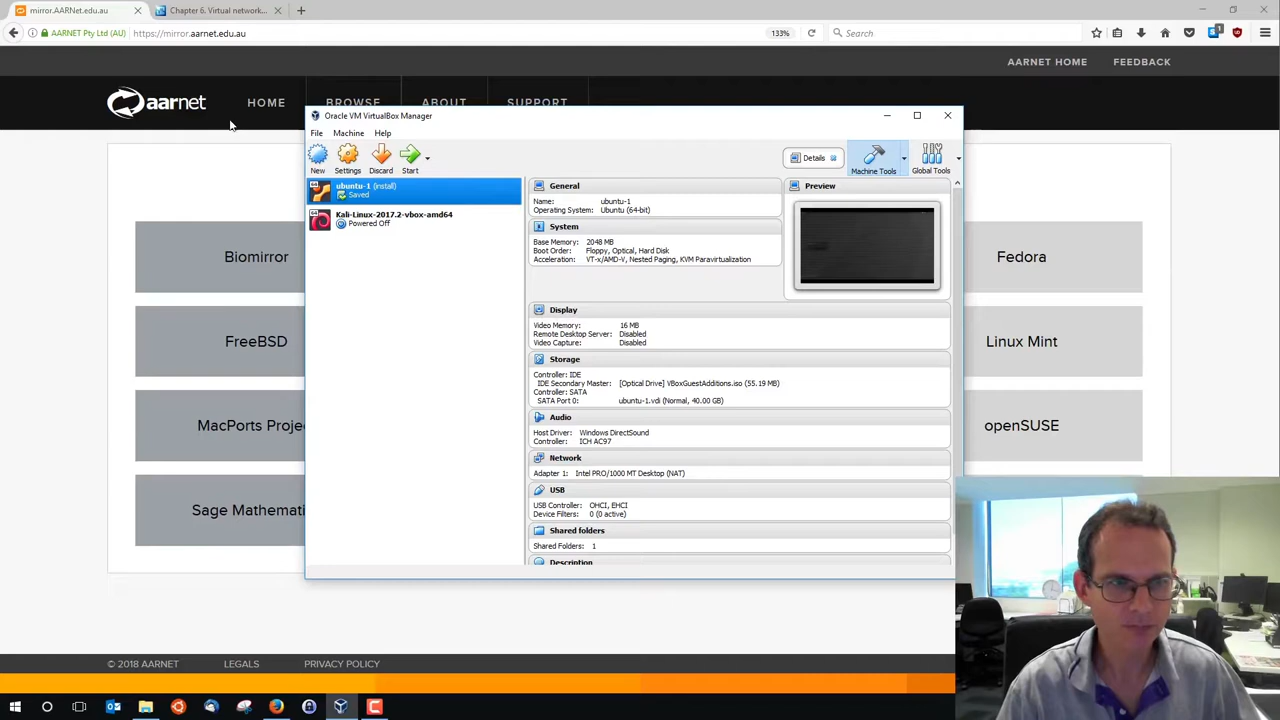 mirror.AARNet.edu.au
Chapter 6. Virtual network...
AARNET Pty Ltd (AU)
https://mirror.aarnet.edu.au
133%
Search
AARNET HOME
FEEDBACK
aarnet
HOME
BROWSE
ABOUT
SUPPORT
Oracle VM VirtualBox Manager
File
Machine
Help
New
Settings
Discard
Start
Details
Machine Tools
Global Tools
ubuntu-1 (install)
Saved
Kali-Linux-2017.2-vbox-amd64
Powered Off
General
Name: ubuntu-1
Operating System: Ubuntu (64-bit)
System
Base Memory: 2048 MB
Boot Order: Floppy, Optical, Hard Disk
Acceleration: VT-x/AMD-V, Nested Paging, KVM Paravirtualization
Preview
Display
Video Memory: 16 MB
Remote Desktop Server: Disabled
Video Capture: Disabled
Storage
Controller: IDE
IDE Secondary Master: [Optical Drive] VBoxGuestAdditions.iso (55.19 MB)
Controller: SATA
SATA Port 0: ubuntu-1.vdi (Normal, 40.00 GB)
Audio
Host Driver: Windows DirectSound
Controller: ICH AC97
Network
Adapter 1: Intel PRO/1000 MT Desktop (NAT)
USB
USB Controller: OHCI, EHCI
Device Filters: 0 (0 active)
Shared folders
Shared Folders: 1
Description
Biomirror
Fedora
FreeBSD
Linux Mint
MacPorts Proje
openSUSE
Sage Mathemati
© 2018 AARNET
LEGALS
PRIVACY POLICY